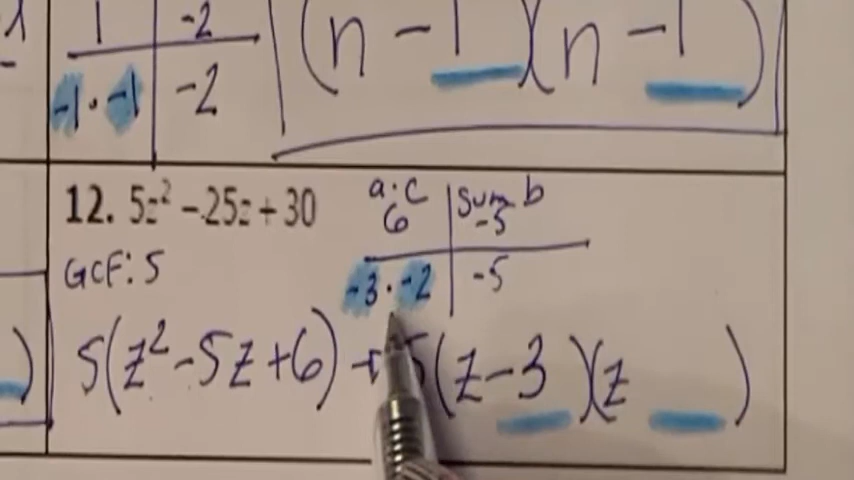 1 -2
-1 · -1 -2
(n - 1)(n - 1)
12. 5z² - 25z + 30
a·c sum b
6 -5
GCF: 5
-3 · -2 -5
5(z² - 5z + 6) → 5(z - 3)(z )